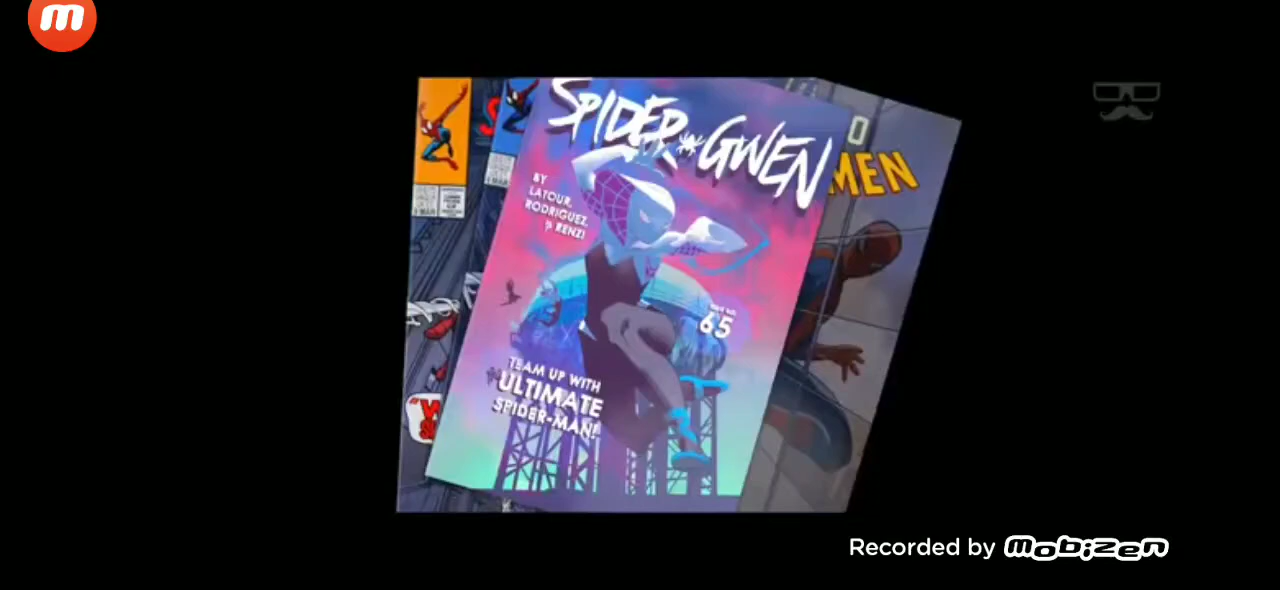 m
SPIDER-GWEN
BY
LATOUR,
RODRIGUEZ,
& RENZI
MEN
65
TEAM UP WITH
ULTIMATE
SPIDER-MAN!
Recorded by mobizen